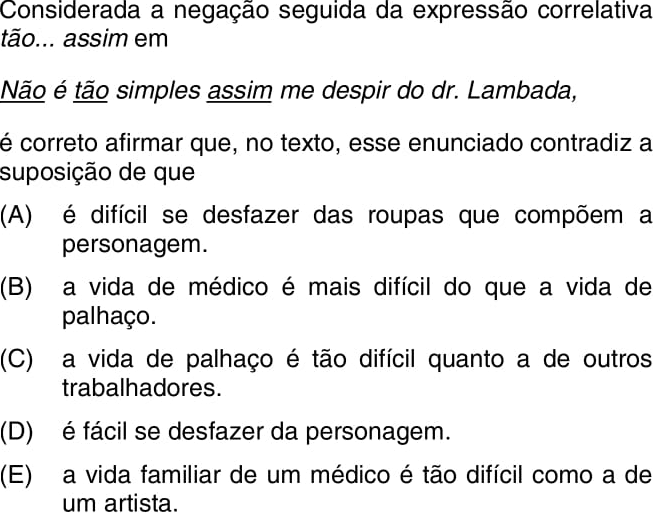 Considerada a negação seguida da expressão correlativa
tão... assim em
Não é tão simples assim me despir do dr. Lambada,
é correto afirmar que, no texto, esse enunciado contradiz a
suposição de que
(A) é difícil se desfazer das roupas que compõem a
personagem.
(B) a vida de médico é mais difícil do que a vida de
palhaço.
(C) a vida de palhaço é tão difícil quanto a de outros
trabalhadores.
(D) é fácil se desfazer da personagem.
(E) a vida familiar de um médico é tão difícil como a de
um artista.